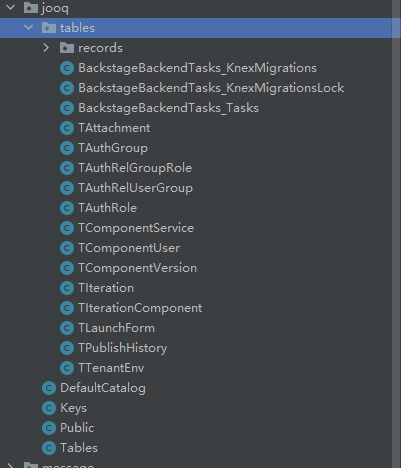 jooq
tables
records
BackstageBackendTasks_KnexMigrations
BackstageBackendTasks_KnexMigrationsLock
BackstageBackendTasks_Tasks
TAttachment
TAuthGroup
TAuthRelGroupRole
TAuthRelUserGroup
TAuthRole
TComponentService
TComponentUser
TComponentVersion
TIteration
TIterationComponent
TLaunchForm
TPublishHistory
TTenantEnv
DefaultCatalog
Keys
Public
Tables
message